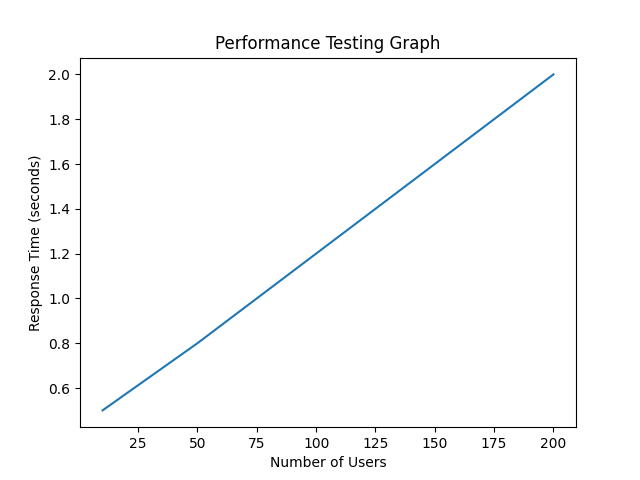 Performance Testing Graph
2.0
1.8
1.6
1.4
1.2
1.0
0.8
0.6
Response Time (seconds)
25 50 75 100 125 150 175 200
Number of Users